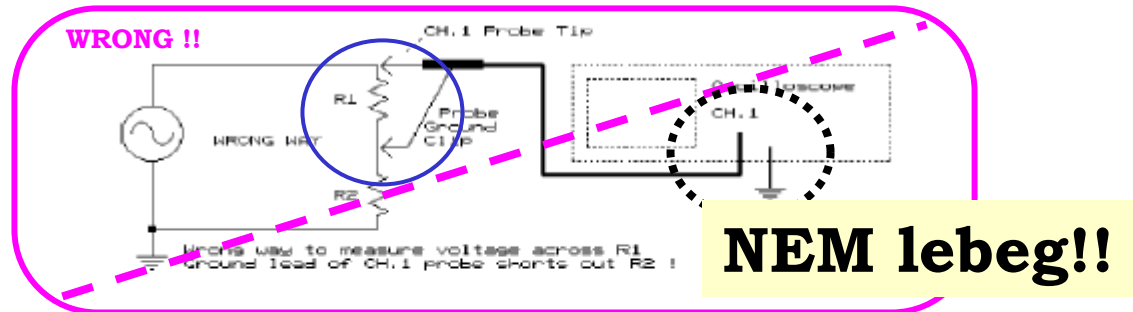 WRONG !!
CH.1 Probe Tip
R1
Probe
Ground
Clip
Oscilloscope
CH.1
WRONG WAY
R2
Wrong way to measure voltage across R1
Ground lead of CH.1 probe shorts out R2 !
NEM lebeg!!